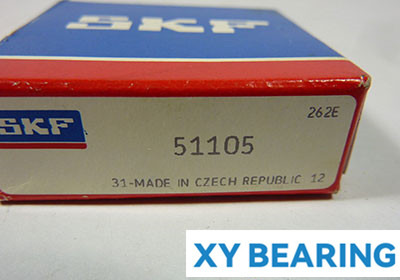 SKF
262E
SKF
51105
31-MADE IN CZECH REPUBLIC 12
XY BEARING